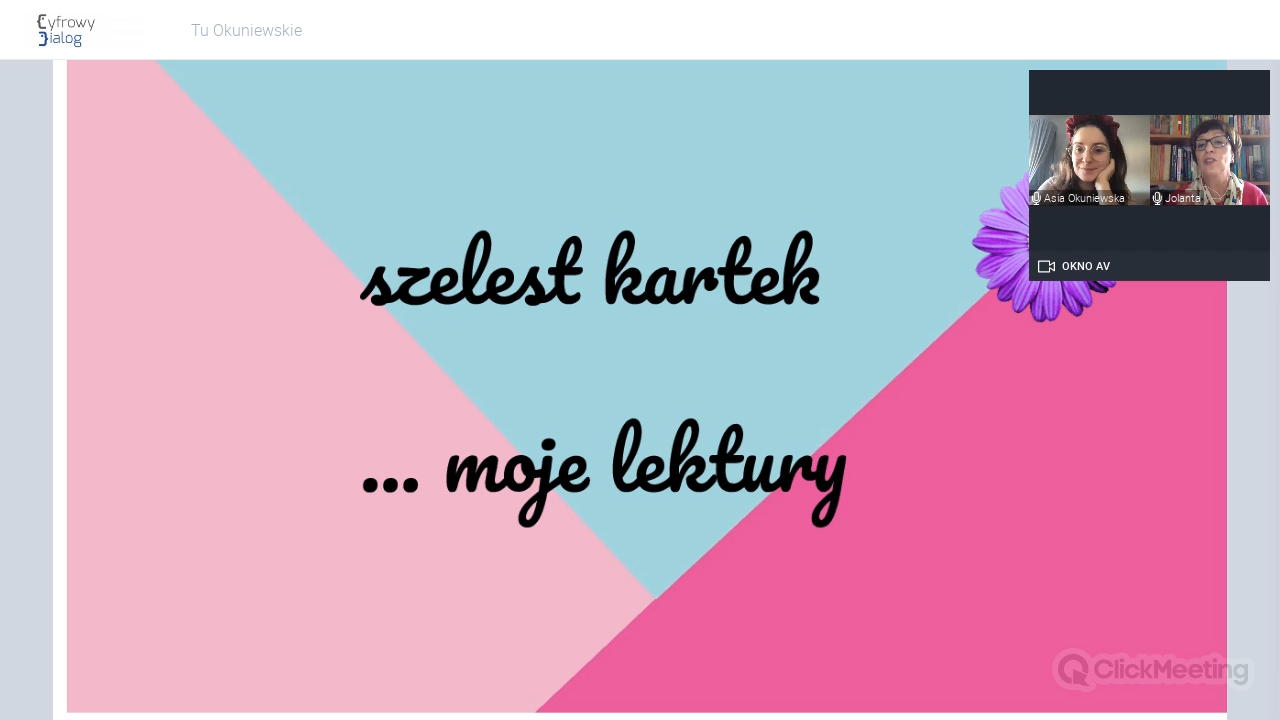 Cyfrowy
Dialog
Tu Okuniewskie
szelest kartek
... moje lektury
Asia Okuniewska
Jolanta
OKNO AV
ClickMeeting